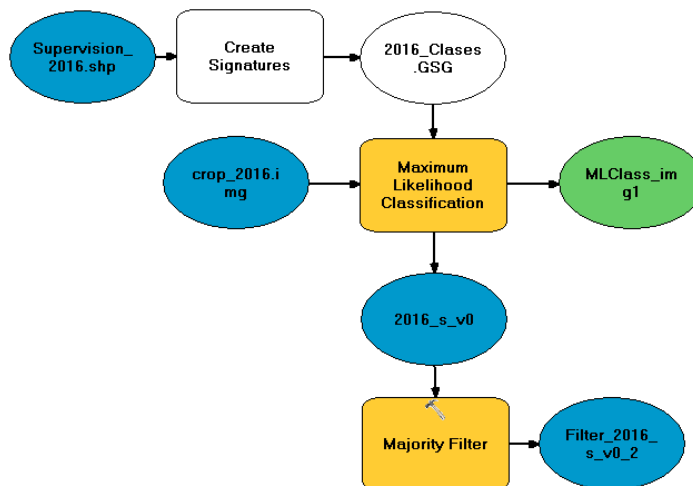 Supervision_
2016.shp
Create
Signatures
2016_Clases
.GSG
crop_2016.i
mg
Maximum
Likelihood
Classification
MLClass_im
g1
2016_s_v0
Majority Filter
Filter_2016_
s_v0_2